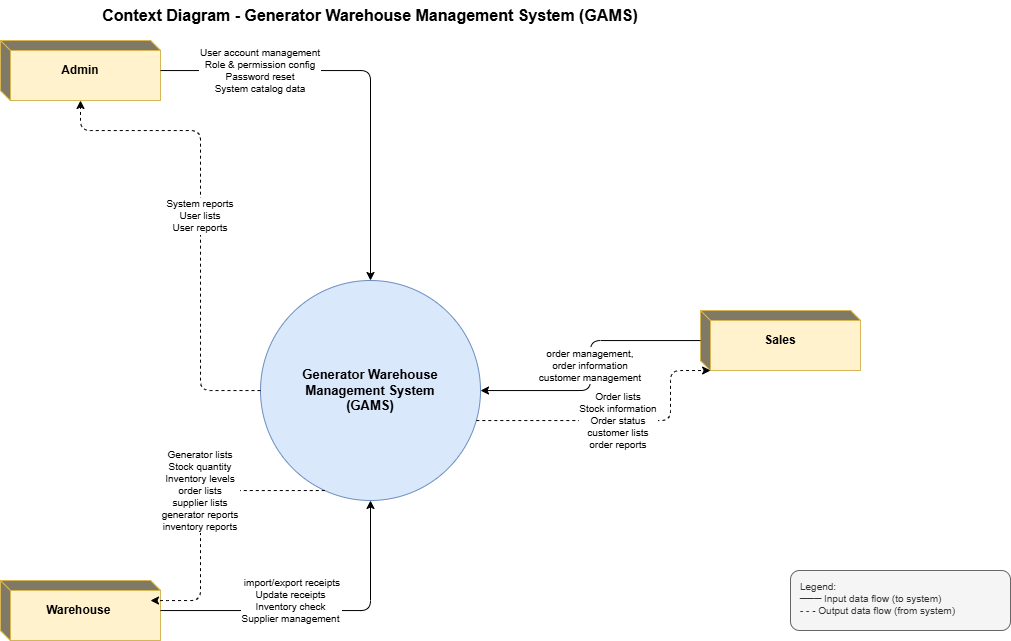 Context Diagram - Generator Warehouse Management System (GAMS)
Admin
User account management
Role & permission config
Password reset
System catalog data
System reports
User lists
User reports
Generator Warehouse
Management System
(GAMS)
Sales
order management,
order information
customer management
Order lists
Stock information
Order status
customer lists
order reports
Generator lists
Stock quantity
Inventory levels
order lists
supplier lists
generator reports
inventory reports
Warehouse
import/export receipts
Update receipts
Inventory check
Supplier management
Legend:
—— Input data flow (to system)
- - - Output data flow (from system)